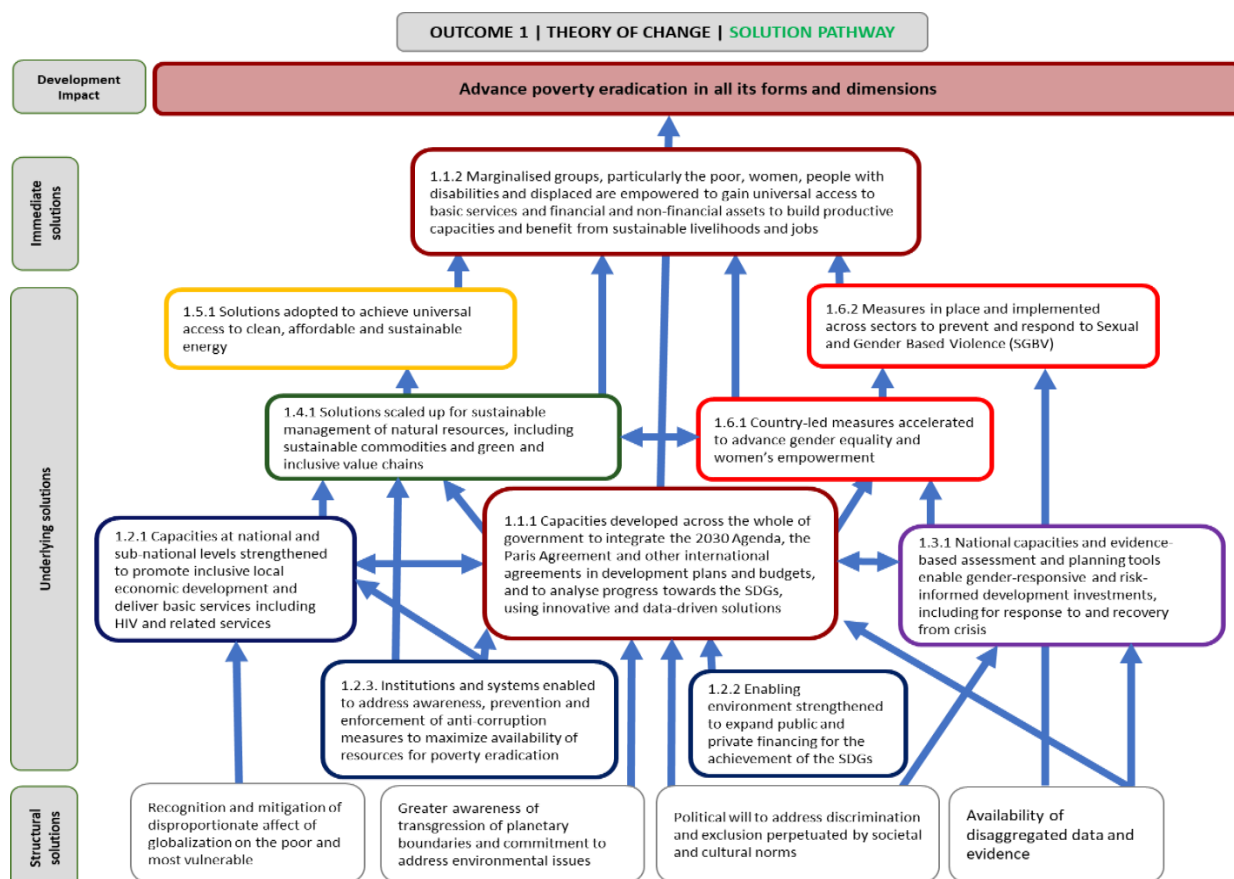 OUTCOME 1 | THEORY OF CHANGE | SOLUTION PATHWAY
Development
Impact
Advance poverty eradication in all its forms and dimensions
Immediate
solutions
1.1.2 Marginalised groups, particularly the poor, women, people with
disabilities and displaced are empowered to gain universal access to
basic services and financial and non-financial assets to build productive
capacities and benefit from sustainable livelihoods and jobs
Underlying solutions
1.5.1 Solutions adopted to achieve universal
access to clean, affordable and sustainable
energy
1.6.2 Measures in place and implemented
across sectors to prevent and respond to Sexual
and Gender Based Violence (SGBV)
1.4.1 Solutions scaled up for sustainable
management of natural resources, including
sustainable commodities and green and
inclusive value chains
1.6.1 Country-led measures accelerated
to advance gender equality and
women's empowerment
1.2.1 Capacities at national and
sub-national levels strengthened
to promote inclusive local
economic development and
deliver basic services including
HIV and related services
1.1.1 Capacities developed across the whole of
government to integrate the 2030 Agenda, the
Paris Agreement and other international
agreements in development plans and budgets,
and to analyse progress towards the SDGs,
using innovative and data-driven solutions
1.3.1 National capacities and evidence-
based assessment and planning tools
enable gender-responsive and risk-
informed development investments,
including for response to and recovery
from crisis
1.2.3. Institutions and systems enabled
to address awareness, prevention and
enforcement of anti-corruption
measures to maximize availability of
resources for poverty eradication
1.2.2 Enabling
environment strengthened
to expand public and
private financing for the
achievement of the SDGs
Structural
solutions
Recognition and mitigation of
disproportionate affect of
globalization on the poor and
most vulnerable
Greater awareness of
transgression of planetary
boundaries and commitment to
address environmental issues
Political will to address discrimination
and exclusion perpetuated by societal
and cultural norms
Availability of
disaggregated data and
evidence